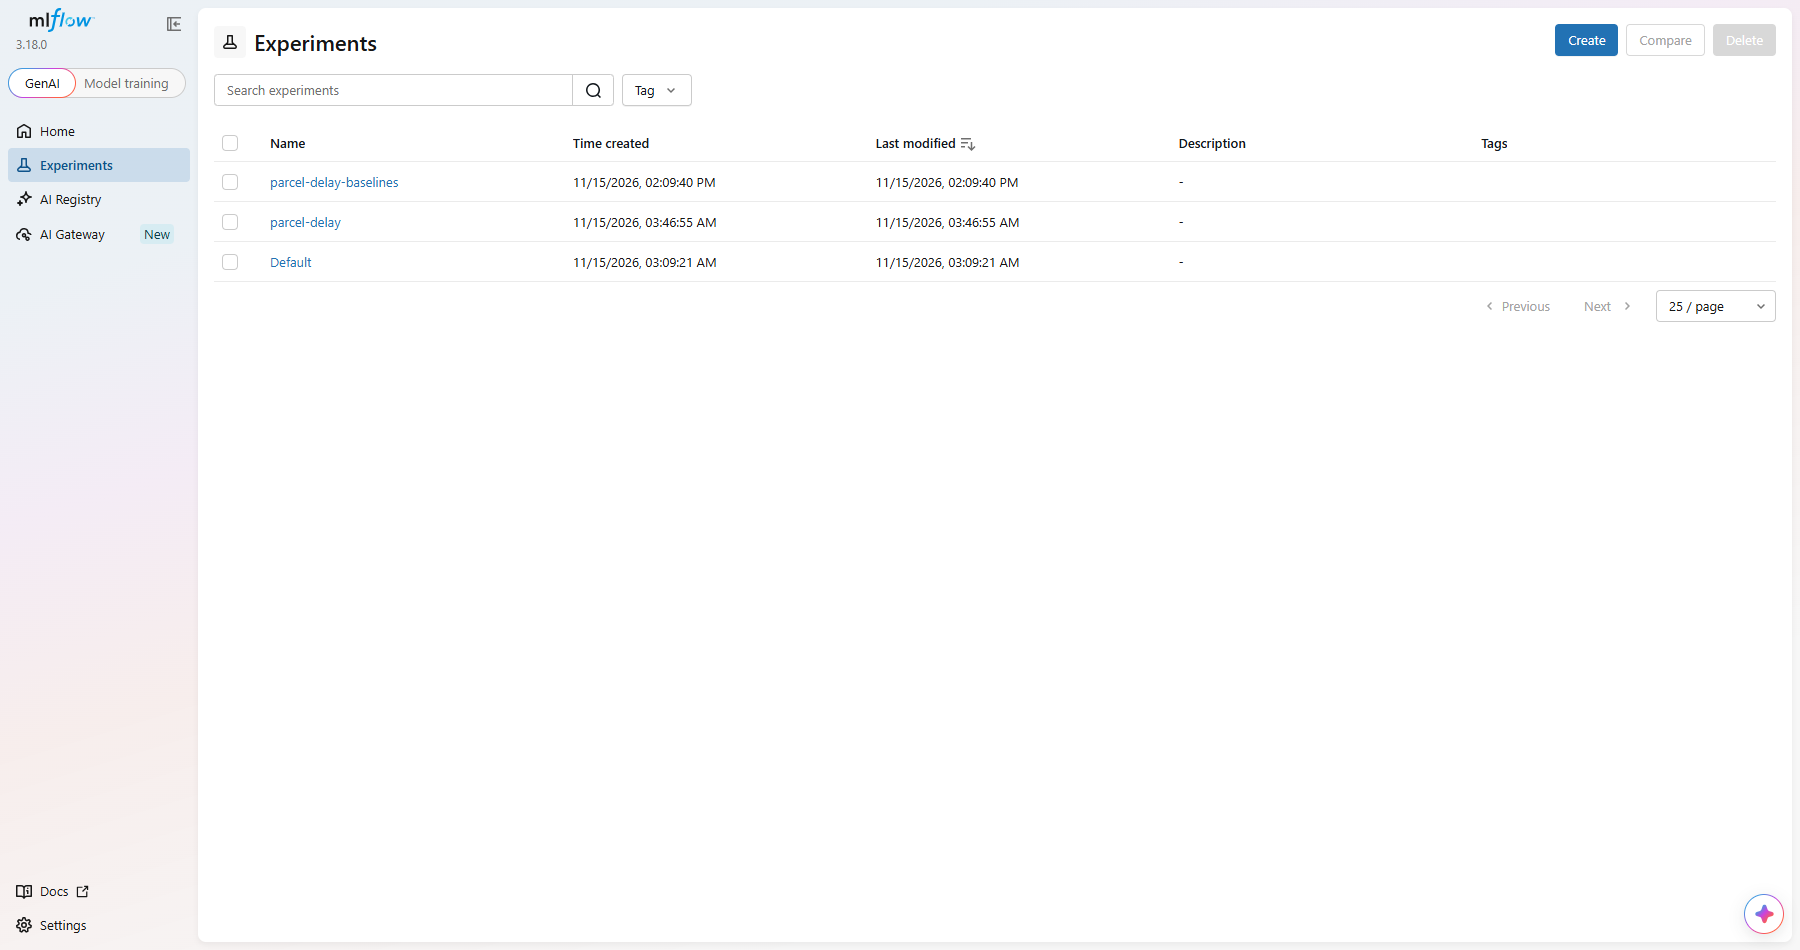 mlflow
3.18.0
GenAI Model training
Home
Experiments
AI Registry
AI Gateway New
Docs
Settings
Experiments
Create Compare Delete
Search experiments Tag
Name Time created Last modified Description Tags
parcel-delay-baselines 11/15/2026, 02:09:40 PM 11/15/2026, 02:09:40 PM -
parcel-delay 11/15/2026, 03:46:55 AM 11/15/2026, 03:46:55 AM -
Default 11/15/2026, 03:09:21 AM 11/15/2026, 03:09:21 AM -
Previous Next 25 / page